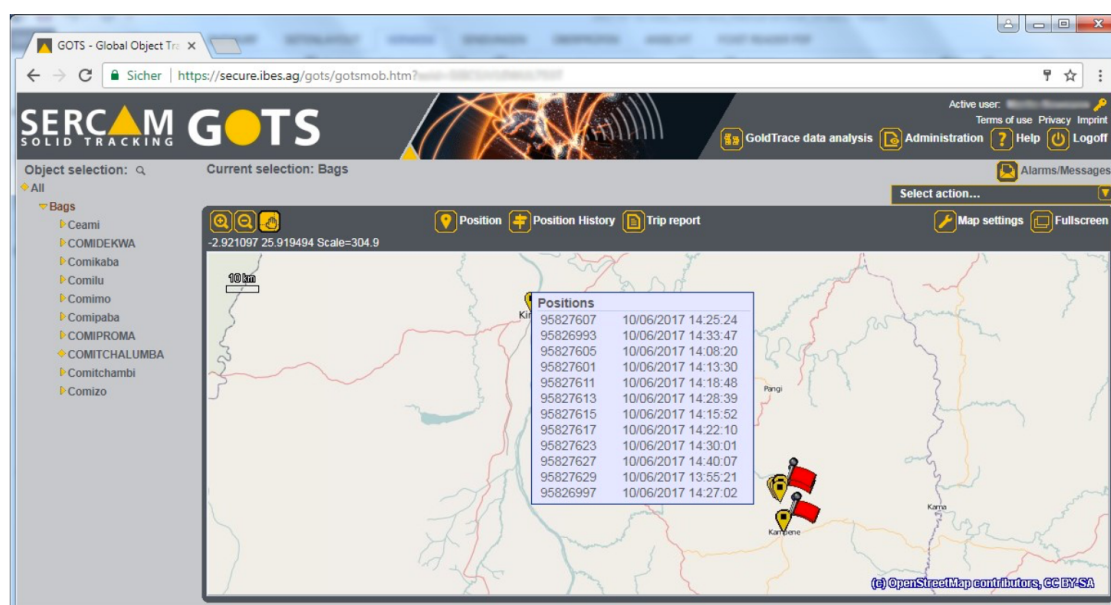 GOTS - Global Object Tra
Sicher | https://secure.ibes.ag/gots/gotsmob.htm?
SERCAM GOTS
SOLID TRACKING
Active user:
Terms of use Privacy Imprint
GoldTrace data analysis Administration ? Help Logoff
Object selection:
Current selection: Bags
Alarms/Messages
Select action...
All
Bags
Ceami
COMIDEKWA
Comikaba
Comilu
Comimo
Comipaba
COMIPROMA
COMITCHALUMBA
Comitchambi
Comizo
Position Position History Trip report
Map settings Fullscreen
-2.921097 25.919494 Scale=304.9
10 km
Kin
Positions
95827607 10/06/2017 14:25:24
95826993 10/06/2017 14:33:47
95827605 10/06/2017 14:08:20
95827601 10/06/2017 14:13:30
95827611 10/06/2017 14:18:48
95827613 10/06/2017 14:28:39
95827615 10/06/2017 14:15:52
95827617 10/06/2017 14:22:10
95827623 10/06/2017 14:30:01
95827627 10/06/2017 14:40:07
95827629 10/06/2017 13:55:21
95826997 10/06/2017 14:27:02
Pangi
Kama
Kampene
(c) OpenStreetMap contributors, CC BY-SA